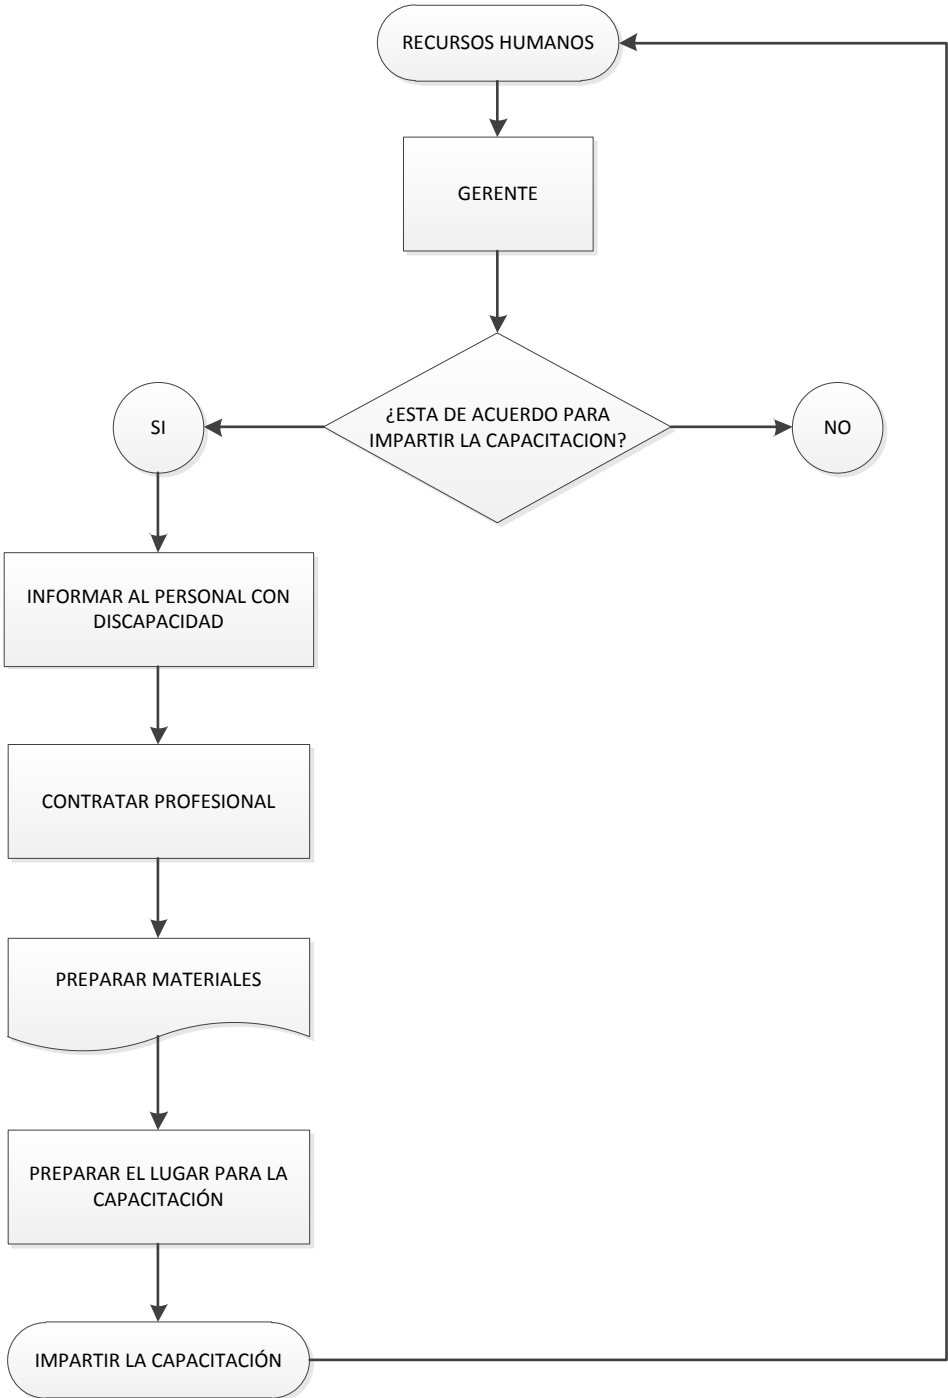 RECURSOS HUMANOS
GERENTE
¿ESTA DE ACUERDO PARA
IMPARTIR LA CAPACITACION?
SI
NO
INFORMAR AL PERSONAL CON
DISCAPACIDAD
CONTRATAR PROFESIONAL
PREPARAR MATERIALES
PREPARAR EL LUGAR PARA LA
CAPACITACIÓN
IMPARTIR LA CAPACITACIÓN